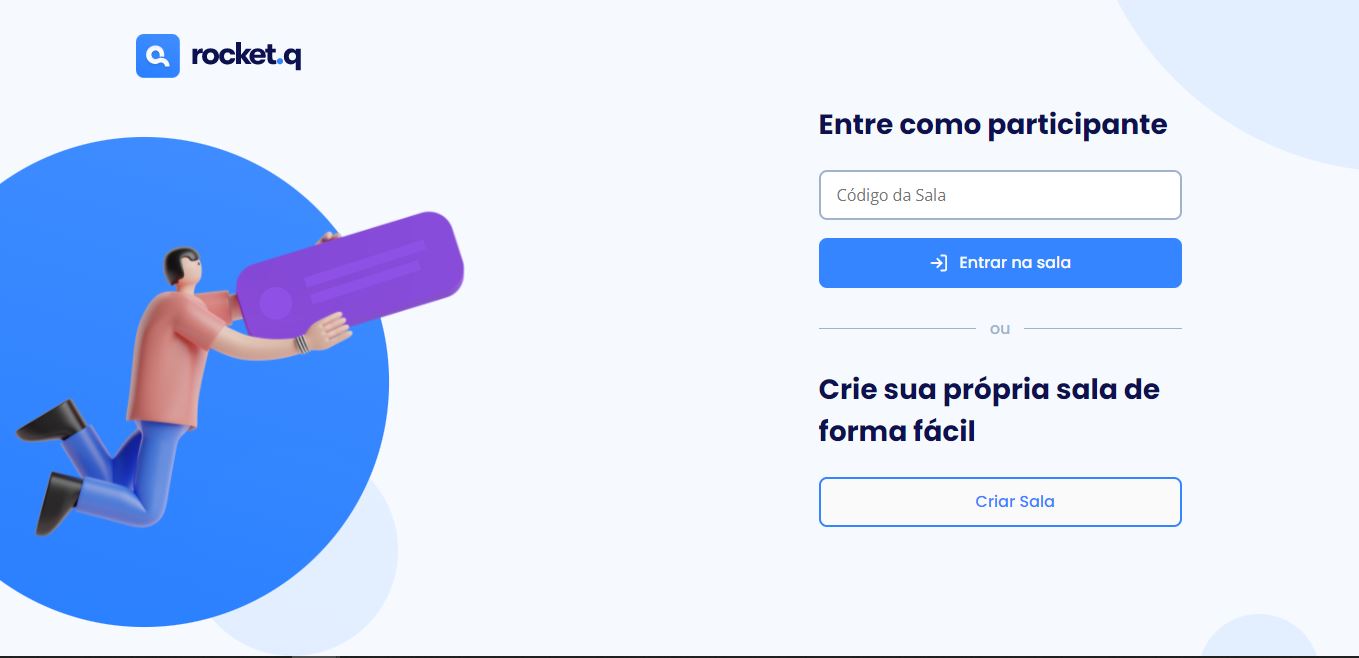 rocket.q
Entre como participante
Código da Sala
Entrar na sala
ou
Crie sua própria sala de
forma fácil
Criar Sala